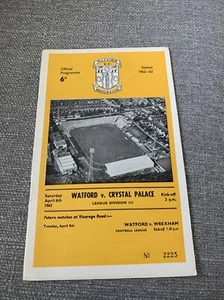 WATFORD
Official
Programme
6d
Season
1962-63
Saturday
April 6th
1963
WATFORD v. CRYSTAL PALACE
LEAGUE DIVISION III
Kick-off
3 p.m.
Future matches at Vicarage Road:—
Tuesday, April 9th
WATFORD v. WREXHAM
FOOTBALL LEAGUE
Kick-off 7.30 p.m.
No 2225